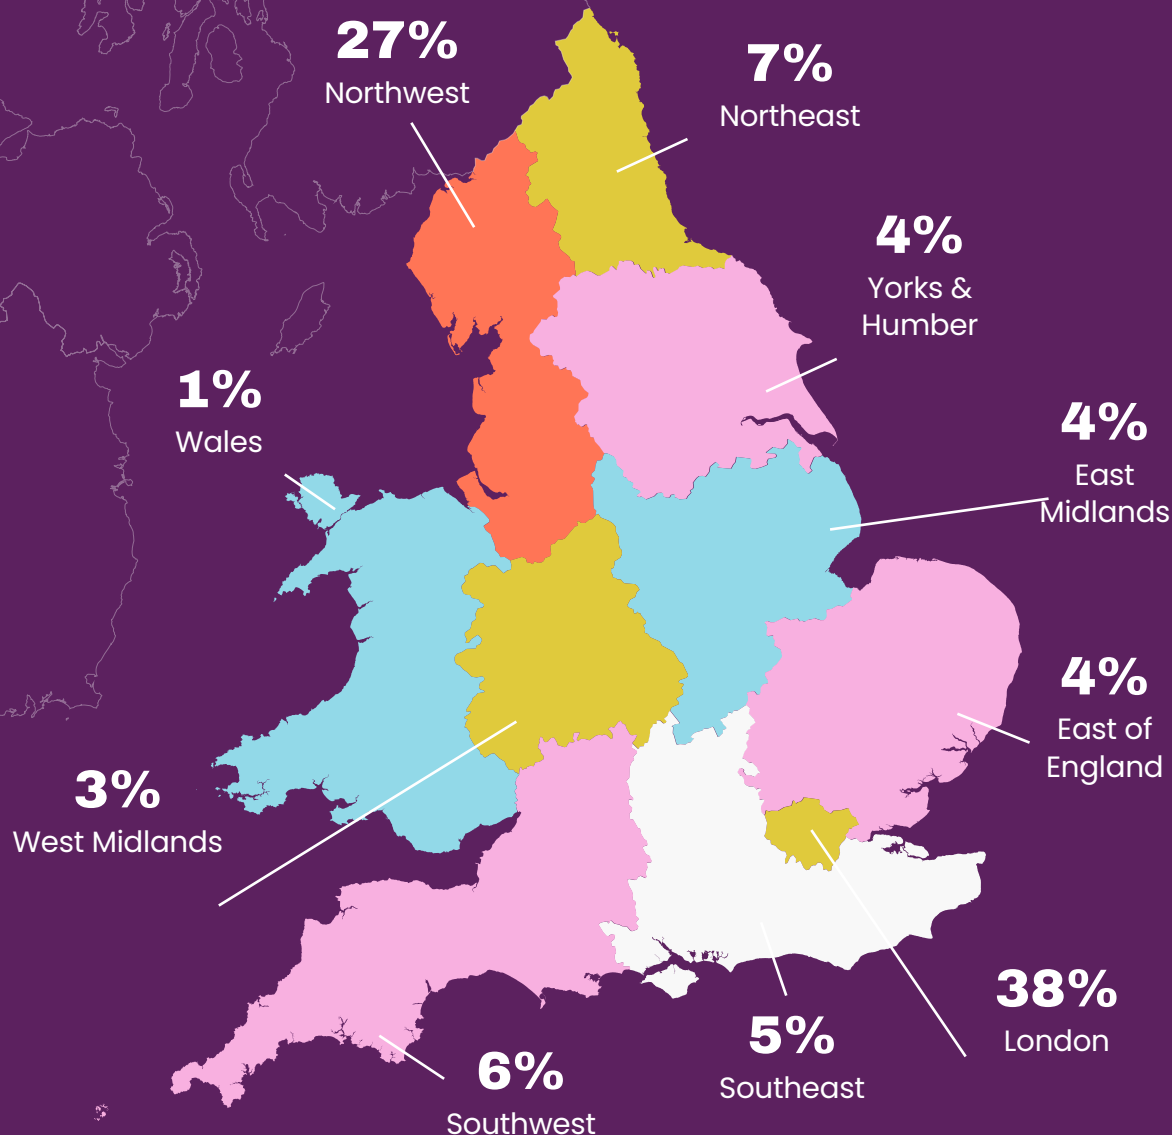 27%
Northwest
7%
Northeast
4%
Yorks &
Humber
1%
Wales
4%
East
Midlands
4%
East of
England
3%
West Midlands
38%
London
5%
Southeast
6%
Southwest